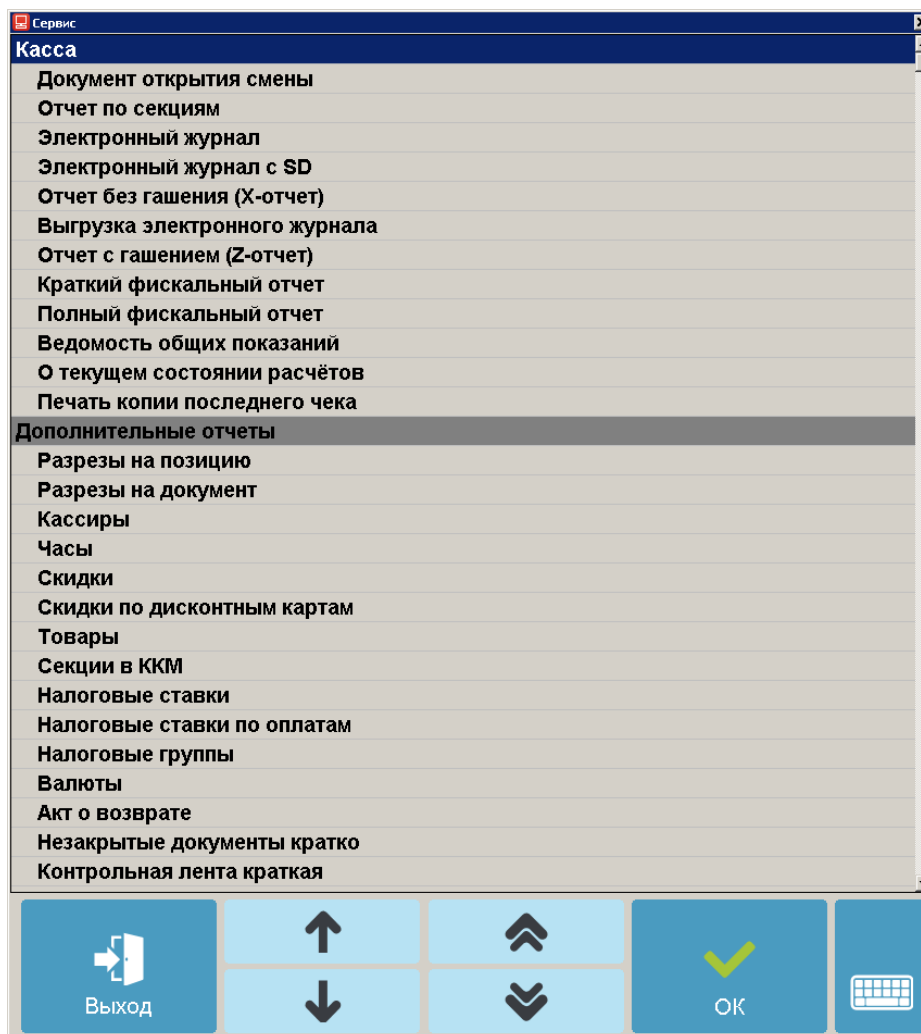 Сервис
Касса
Документ открытия смены
Отчет по секциям
Электронный журнал
Электронный журнал с SD
Отчет без гашения (X-отчет)
Выгрузка электронного журнала
Отчет с гашением (Z-отчет)
Краткий фискальный отчет
Полный фискальный отчет
Ведомость общих показаний
О текущем состоянии расчётов
Печать копии последнего чека
Дополнительные отчеты
Разрезы на позицию
Разрезы на документ
Кассиры
Часы
Скидки
Скидки по дисконтным картам
Товары
Секции в ККМ
Налоговые ставки
Налоговые ставки по оплатам
Налоговые группы
Валюты
Акт о возврате
Незакрытые документы кратко
Контрольная лента краткая
Выход
ОК